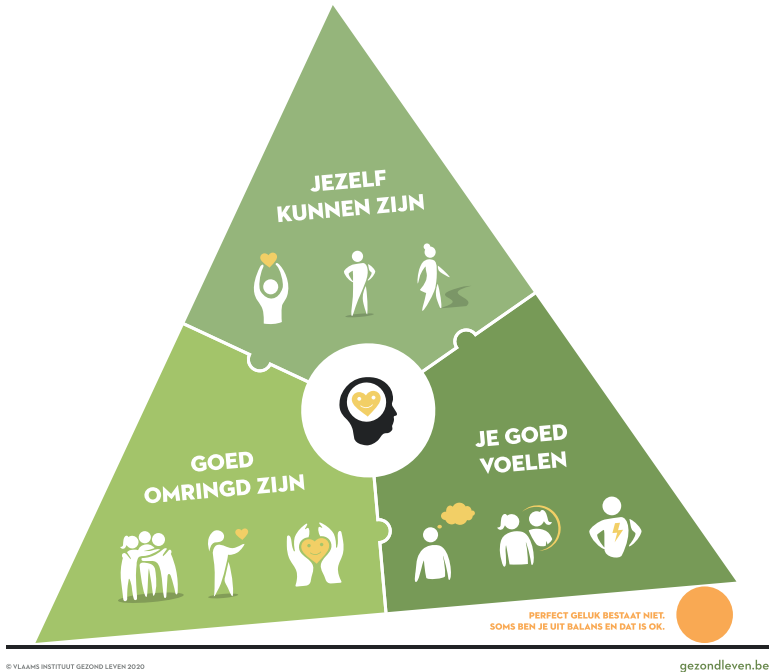 JEZELF
KUNNEN ZIJN
JE GOED
VOELEN
GOED
OMRINGD ZIJN
PERFECT GELUK BESTAAT NIET.
SOMS BEN JE UIT BALANS EN DAT IS OK.
© VLAAMS INSTITUUT GEZOND LEVEN 2020
gezondleven.be